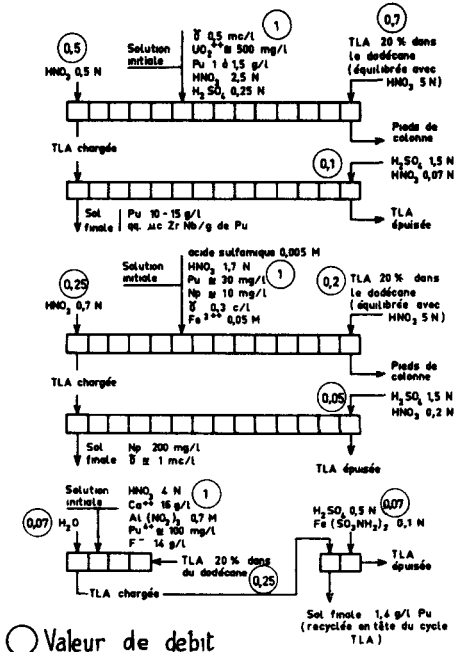 1
0,7
0,5
HNO₃ 0,5 N
Solution initiale
ɣ̃ 0,5 mc/l
UO₂⁺⁺ ≅ 500 mg/l
Pu 1 à 1,5 g/l
HNO₃ 2,5 N
H₂SO₄ 0,25 N
TLA 20 % dans
le dodécane
(équilibrée avec
HNO₃ 5 N)
TLA chargée
Pieds de
colonne
0,1
H₂SO₄ 1,5 N
HNO₃ 0,07 N
Sol finale
Pu 10-15 g/l
qq. µc Zr Nb/g de Pu
TLA
épuisée
0,25
HNO₃ 0,7 N
Solution initiale
acide sulfamique 0,005 M
HNO₃ 1,7 N
Pu ≅ 30 mg/l
Np ≅ 10 mg/l
ɣ̃ 0,3 c/l
Fe²⁺⁺ 0,05 M
1
0,2
TLA 20 % dans
le dodécane
(équilibrée avec
HNO₃ 5 N)
TLA chargée
Pieds de
colonne
0,05
H₂SO₄ 1,5 N
HNO₃ 0,2 N
Sol finale
Np 200 mg/l
ɣ̃ ≅ 1 mc/l
TLA épuisée
Solution initiale
0,07 H₂O
HNO₃ 4 N
Ca⁺⁺ 16 g/l
Al (NO₂)₃ 0,7 M
Pu⁴⁺ ≅ 100 mg/l
F⁻ 14 g/l
1
H₂SO₄ 0,5 N
Fe (SO₃NH₂)₂ 0,1 N
0,07
TLA 20 % dans
du dodécane
0,25
TLA
épuisée
TLA chargée
Sol finale 1,4 g/l Pu
(recyclée en tête du cycle
TLA)
Valeur de debit